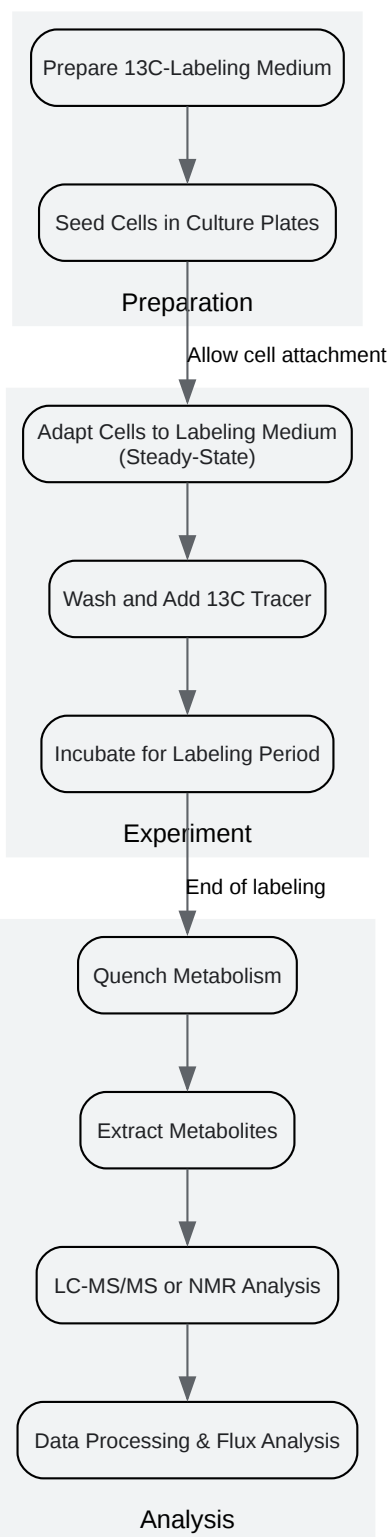 Prepare 13C-Labeling Medium
Seed Cells in Culture Plates
Preparation
Allow cell attachment
Adapt Cells to Labeling Medium
(Steady-State)
Wash and Add 13C Tracer
Incubate for Labeling Period
Experiment
End of labeling
Quench Metabolism
Extract Metabolites
LC-MS/MS or NMR Analysis
Data Processing & Flux Analysis
Analysis